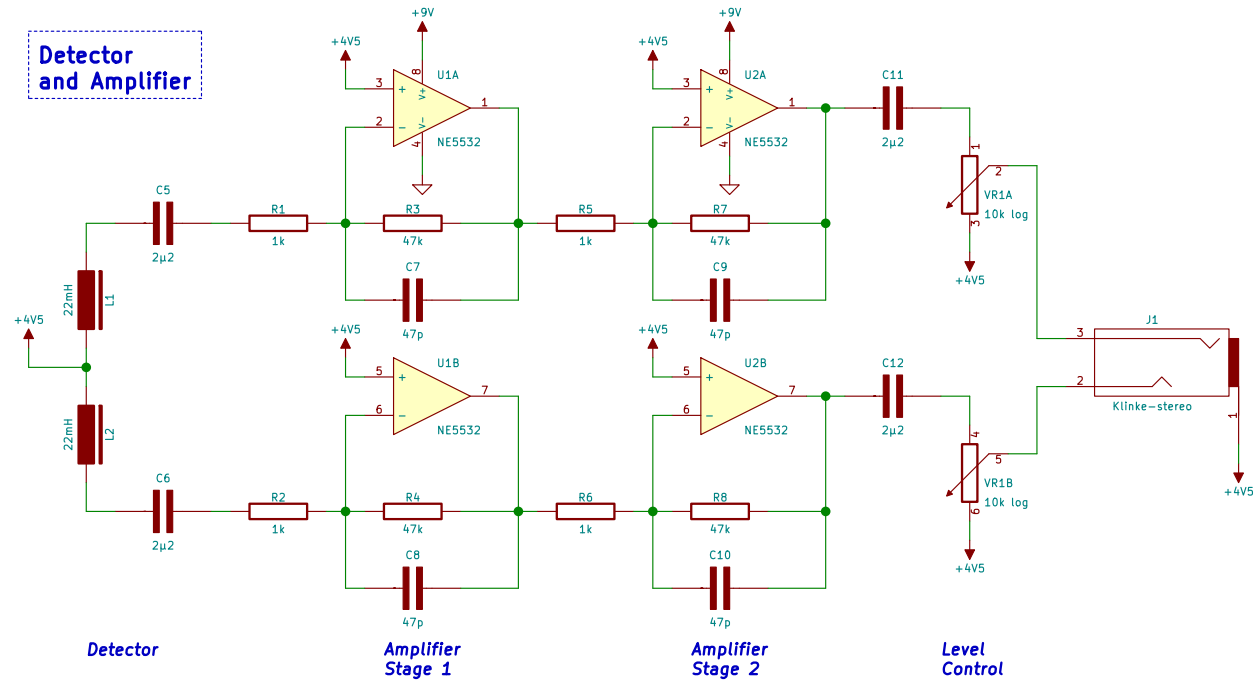 Detector
and Amplifier
+9V
+9V
+4V5
+4V5
8
U1A
8
U2A
C11
3
+
V+
1
3
+
V+
1
2
-
V-
2
-
V-
4
NE5532
4
NE5532
2µ2
1
2
VR1A
10k log
3
C5
R1
R3
R5
R7
2µ2
1k
47k
1k
47k
C7
C9
+4V5
22mH
L1
47p
47p
+4V5
+4V5
+4V5
J1
3
U1B
U2B
C12
5
+
7
5
+
7
2
6
-
6
-
Klinke-stereo
1
NE5532
NE5532
2µ2
22mH
L2
4
5
VR1B
10k log
6
+4V5
C6
R2
R4
R6
R8
2µ2
1k
47k
1k
47k
C8
C10
+4V5
47p
47p
Detector
Amplifier
Stage 1
Amplifier
Stage 2
Level
Control